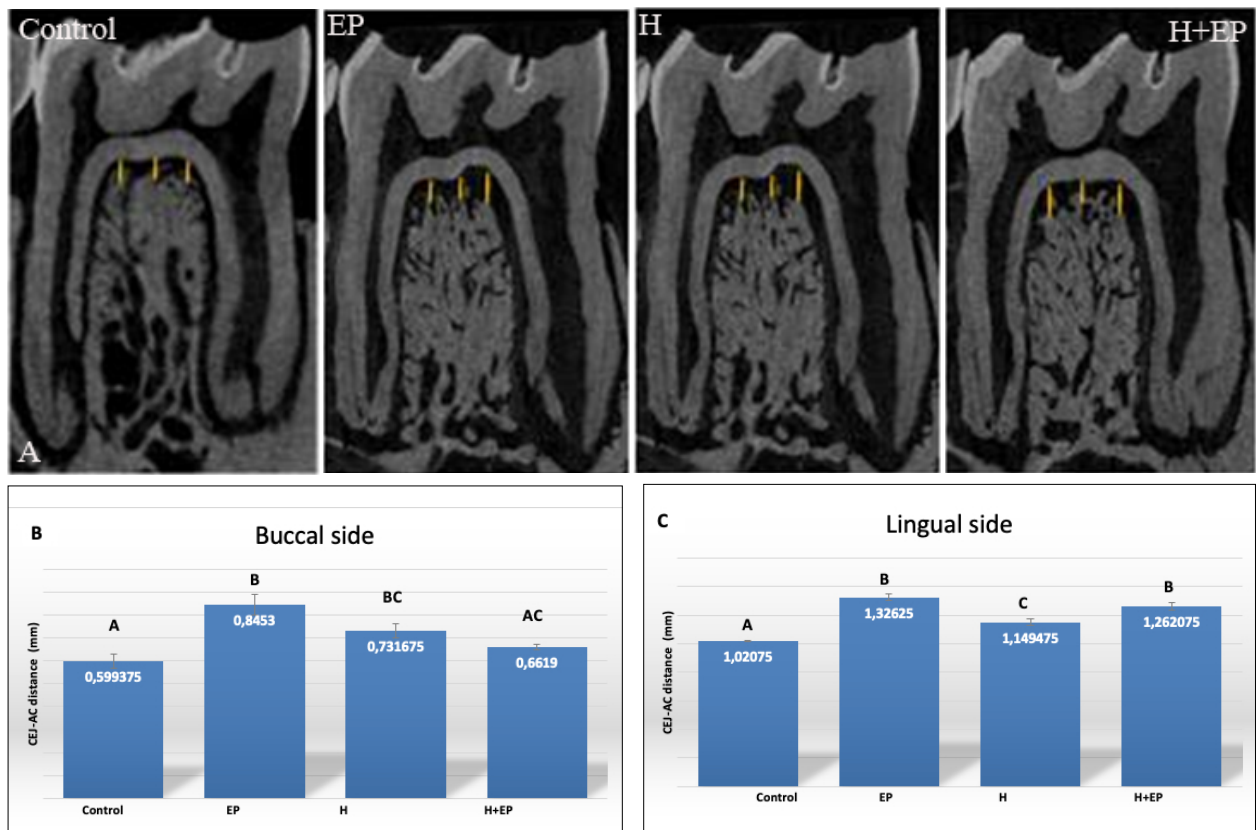 Control
EP
H
H+EP
A
B
Buccal side
CEJ-AC distance (mm)
A
B
BC
AC
0,599375
0,8453
0,731675
0,6619
Control
EP
H
H+EP
C
Lingual side
CEJ-AC distance (mm)
A
B
C
B
1,02075
1,32625
1,149475
1,262075
Control
EP
H
H+EP